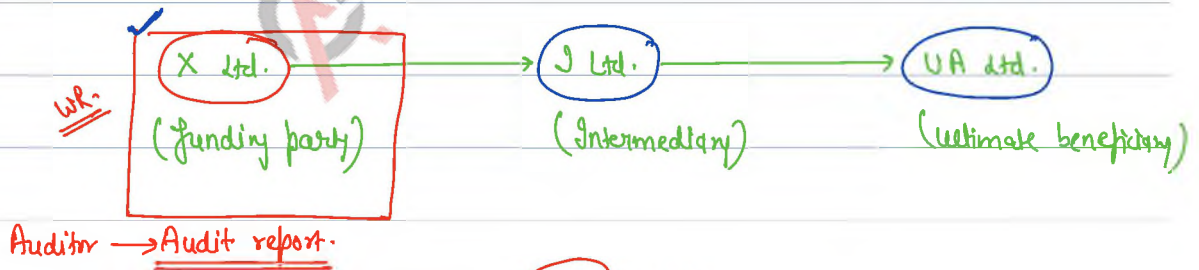 X Ltd. I Ltd. UA Ltd.
WR.
(funding party) (Intermediary) (ultimate beneficiary)
Auditor → Audit report.